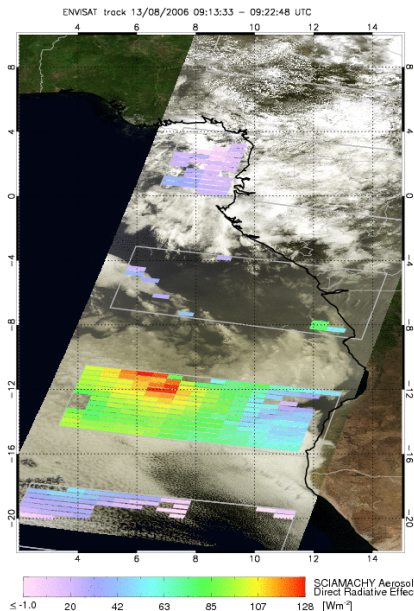 ENVISAT track 13/08/2006 09:13:33 – 09:22:48 UTC
4 6 8 10 12 14
8
4 4
0 0
−4 −4
−8 −8
−12 −12
−16 −16
−20 −20
4 6 8 10 12 14
≤ -1.0 20 42 63 85 107 128 [Wm⁻²]
SCIAMACHY Aerosol
Direct Radiative Effect